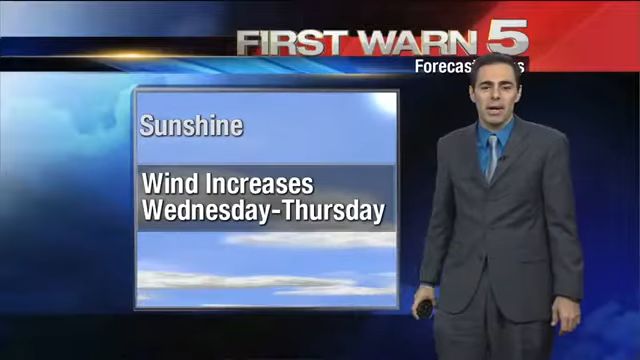 FIRST WARN 5
Sunshine
Wind Increases
Wednesday-Thursday